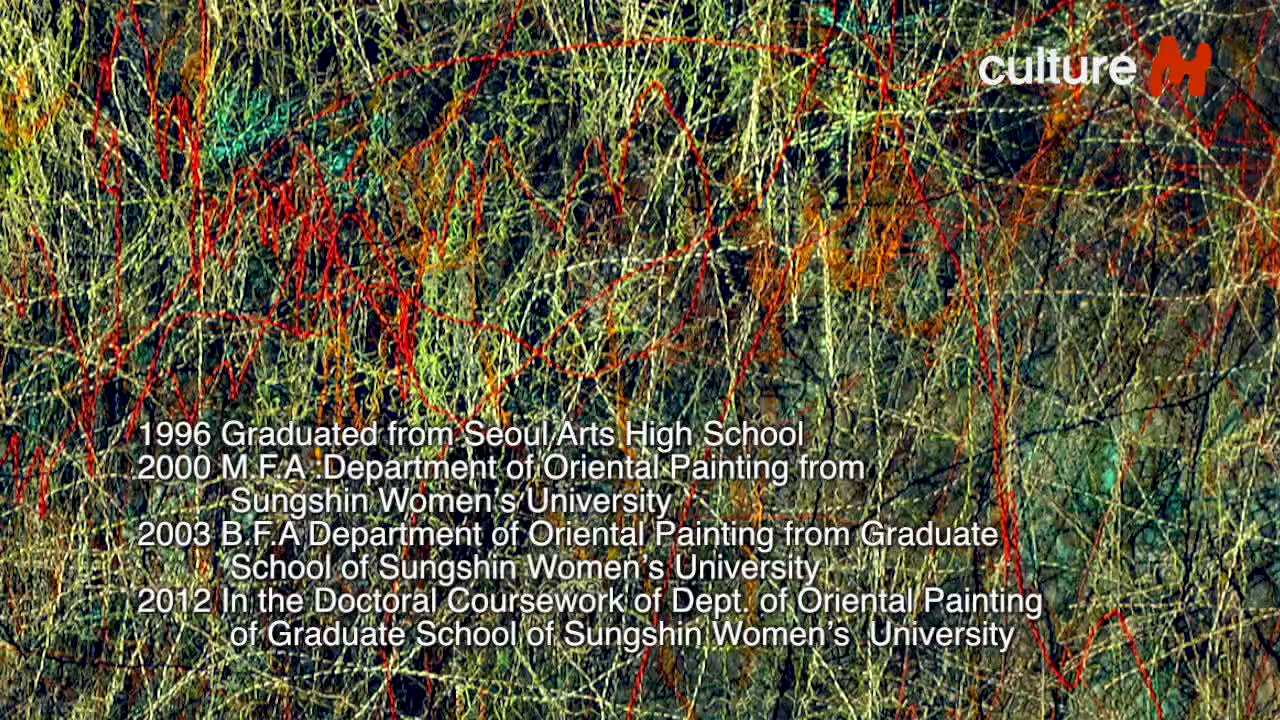 culture M
1996 Graduated from Seoul Arts High School
2000 M.F.A .Department of Oriental Painting from
Sungshin Women's University
2003 B.F.A Department of Oriental Painting from Graduate
School of Sungshin Women's University
2012 In the Doctoral Coursework of Dept. of Oriental Painting
of Graduate School of Sungshin Women's University